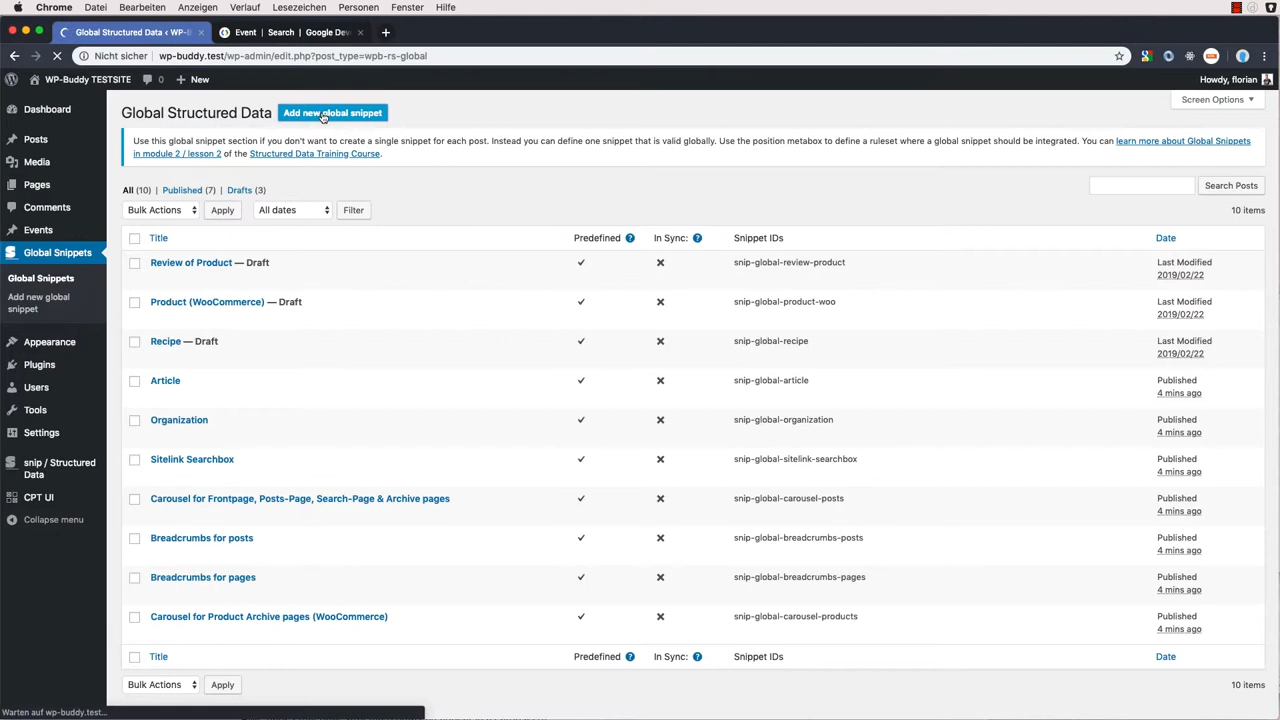 Chrome Datei Bearbeiten Anzeigen Verlauf Lesezeichen Personen Fenster Hilfe
Global Structured Data ‹ WP-B
Event | Search | Google Dev
Nicht sicher | wp-buddy.test/wp-admin/edit.php?post_type=wpb-rs-global
WP-Buddy TESTSITE 0 + New Howdy, florian
Screen Options ▼
Global Structured Data Add new global snippet
Use this global snippet section if you don't want to create a single snippet for each post. Instead you can define one snippet that is valid globally. Use the position metabox to define a ruleset where a global snippet should be integrated. You can learn more about Global Snippets
in module 2 / lesson 2 of the Structured Data Training Course.
All (10) | Published (7) | Drafts (3)
Search Posts
Bulk Actions Apply All dates Filter 10 items
Title Predefined ? In Sync: ? Snippet IDs Date
Review of Product — Draft ✓ ✕ snip-global-review-product Last Modified
2019/02/22
Product (WooCommerce) — Draft ✓ ✕ snip-global-product-woo Last Modified
2019/02/22
Recipe — Draft ✓ ✕ snip-global-recipe Last Modified
2019/02/22
Article ✓ ✕ snip-global-article Published
4 mins ago
Organization ✓ ✕ snip-global-organization Published
4 mins ago
Sitelink Searchbox ✓ ✕ snip-global-sitelink-searchbox Published
4 mins ago
Carousel for Frontpage, Posts-Page, Search-Page & Archive pages ✓ ✕ snip-global-carousel-posts Published
4 mins ago
Breadcrumbs for posts ✓ ✕ snip-global-breadcrumbs-posts Published
4 mins ago
Breadcrumbs for pages ✓ ✕ snip-global-breadcrumbs-pages Published
4 mins ago
Carousel for Product Archive pages (WooCommerce) ✓ ✕ snip-global-carousel-products Published
4 mins ago
Title Predefined ? In Sync: ? Snippet IDs Date
Bulk Actions Apply 10 items
Dashboard
Posts
Media
Pages
Comments
Events
Global Snippets
Global Snippets
Add new global
snippet
Appearance
Plugins
Users
Tools
Settings
snip / Structured
Data
CPT UI
Collapse menu
Warten auf wp-buddy.test...